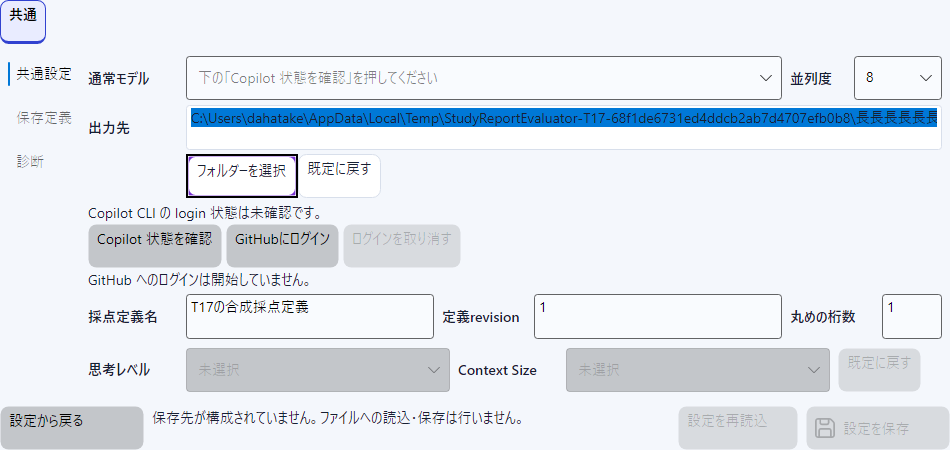 共通
共通設定
保存定義
診断
通常モデル 下の「Copilot 状態を確認」を押してください 並列度 8
出力先 C:\Users\dahatake\AppData\Local\Temp\StudyReportEvaluator-T17-68f1de6731ed4ddcb2ab7d4707efb0b8\長長長長長長
フォルダーを選択 既定に戻す
Copilot CLI の login 状態は未確認です。
Copilot 状態を確認 GitHubにログイン ログインを取り消す
GitHub へのログインは開始していません。
採点定義名 T17の合成採点定義 定義revision 1 丸めの桁数 1
思考レベル 未選択 Context Size 未選択 既定に戻す
設定から戻る 保存先が構成されていません。ファイルへの読込・保存は行いません。 設定を再読込 設定を保存